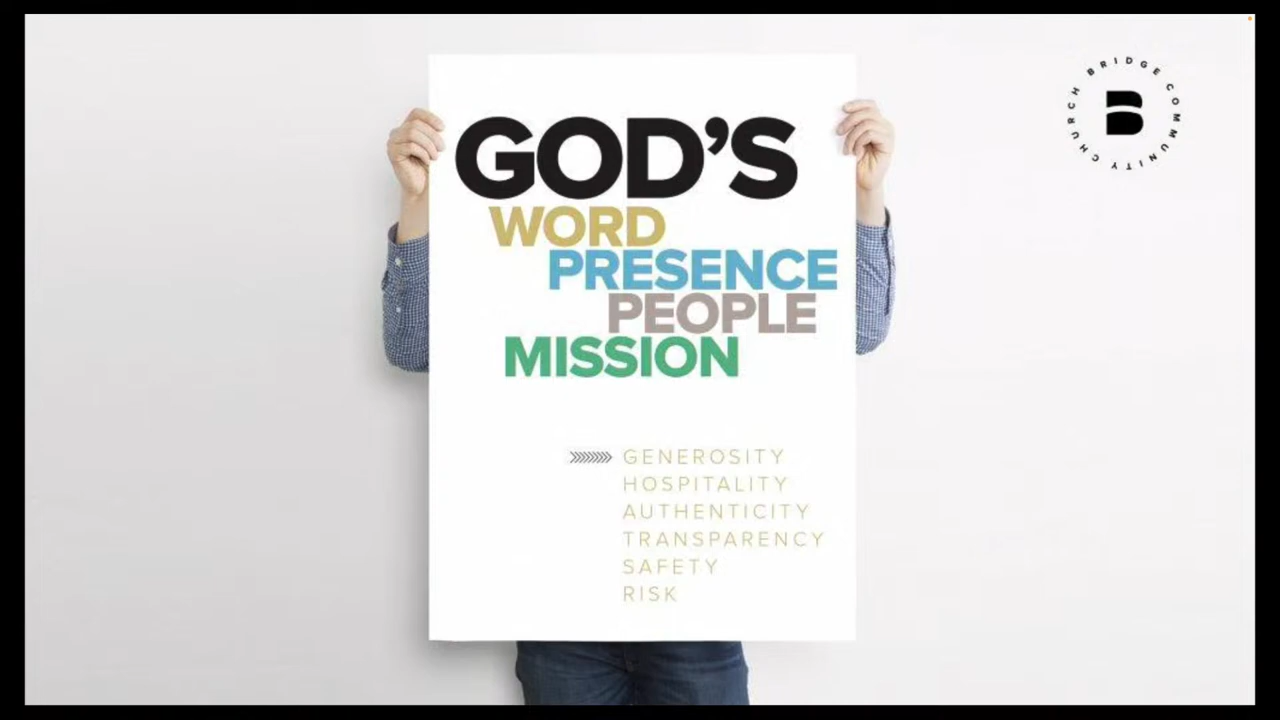 GOD'S
WORD
PRESENCE
PEOPLE
MISSION
GENEROSITY
HOSPITALITY
AUTHENTICITY
TRANSPARENCY
SAFETY
RISK
BRIDGE COMMUNITY CHURCH
B